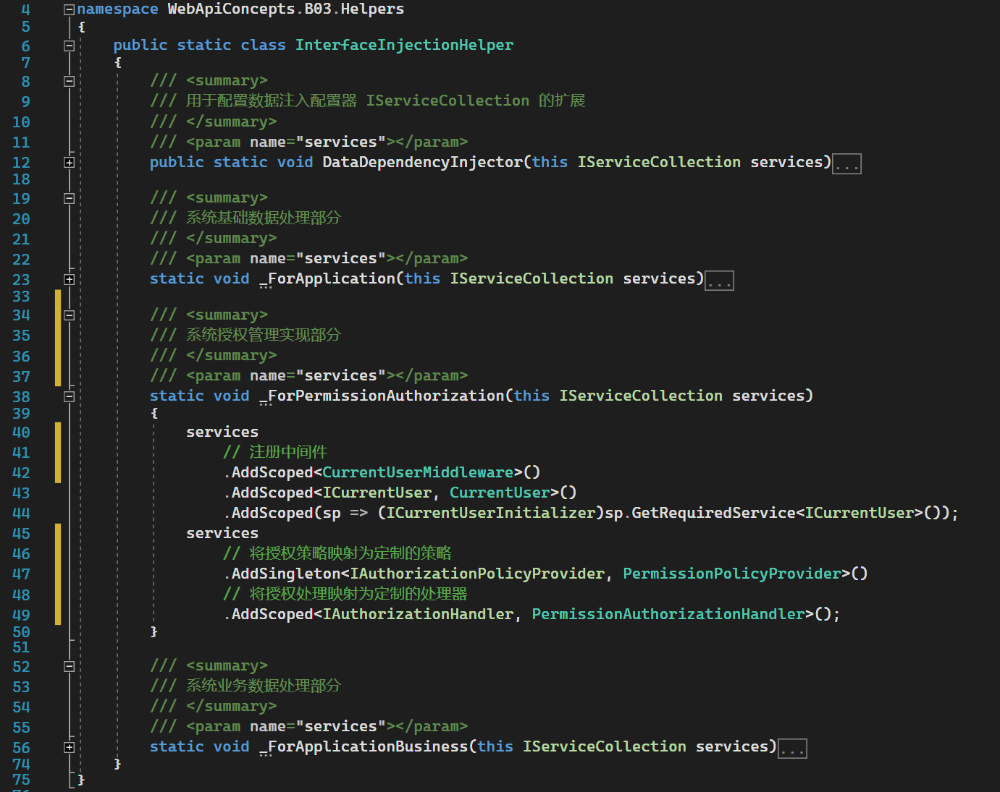 4 namespace WebApiConcepts.B03.Helpers
5 {
6 public static class InterfaceInjectionHelper
7 {
8 /// <summary>
9 /// 用于配置数据注入配置器 IServiceCollection 的扩展
10 /// </summary>
11 /// <param name="services"></param>
12 public static void DataDependencyInjector(this IServiceCollection services)...
18
19 /// <summary>
20 /// 系统基础数据处理部分
21 /// </summary>
22 /// <param name="services"></param>
23 static void _ForApplication(this IServiceCollection services)...
33
34 /// <summary>
35 /// 系统授权管理实现部分
36 /// </summary>
37 /// <param name="services"></param>
38 static void _ForPermissionAuthorization(this IServiceCollection services)
39 {
40 services
41 // 注册中间件
42 .AddScoped<CurrentUserMiddleware>()
43 .AddScoped<ICurrentUser, CurrentUser>()
44 .AddScoped(sp => (ICurrentUserInitializer)sp.GetRequiredService<ICurrentUser>());
45 services
46 // 将授权策略映射为定制的策略
47 .AddSingleton<IAuthorizationPolicyProvider, PermissionPolicyProvider>()
48 // 将授权处理映射为定制的处理器
49 .AddScoped<IAuthorizationHandler, PermissionAuthorizationHandler>();
50 }
51
52 /// <summary>
53 /// 系统业务数据处理部分
54 /// </summary>
55 /// <param name="services"></param>
56 static void _ForApplicationBusiness(this IServiceCollection services)...
74 }
75 }